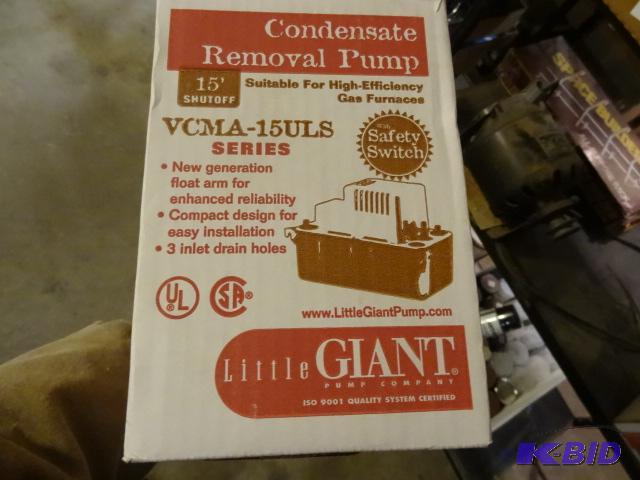 Condensate
Removal Pump
15'
SHUTOFF
Suitable For High-Efficiency
Gas Furnaces
VCMA-15ULS
SERIES
With
Safety
Switch
• New generation
float arm for
enhanced reliability
• Compact design for
easy installation
• 3 inlet drain holes
UL
SA
www.LittleGiantPump.com
Little GIANT
PUMP COMPANY
ISO 9001 QUALITY SYSTEM CERTIFIED
K-BID